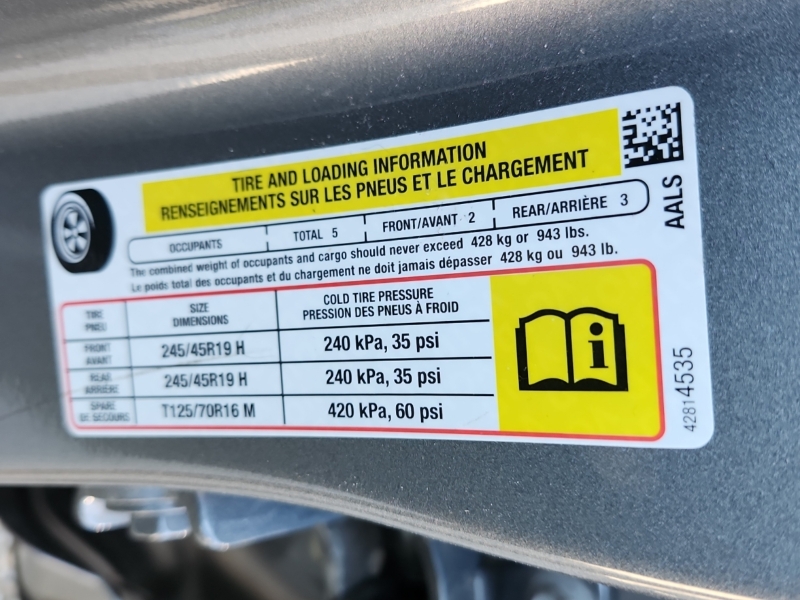 TIRE AND LOADING INFORMATION
RENSEIGNEMENTS SUR LES PNEUS ET LE CHARGEMENT
OCCUPANTS TOTAL 5 FRONT/AVANT 2 REAR/ARRIÈRE 3
The combined weight of occupants and cargo should never exceed 428 kg or 943 lbs.
Le poids total des occupants et du chargement ne doit jamais dépasser 428 kg ou 943 lb.
TIRE PNEU
SIZE DIMENSIONS
COLD TIRE PRESSURE
PRESSION DES PNEUS À FROID
FRONT AVANT 245/45R19 H 240 kPa, 35 psi
REAR ARRIÈRE 245/45R19 H 240 kPa, 35 psi
SPARE DE SECOURS T125/70R16 M 420 kPa, 60 psi
AALS
42814535